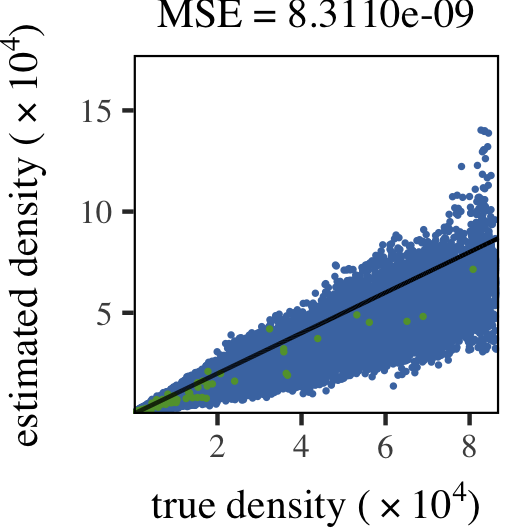 MSE = 8.3110e-09
estimated density ( × 10⁴)
15
10
5
2 4 6 8
true density ( × 10⁴)